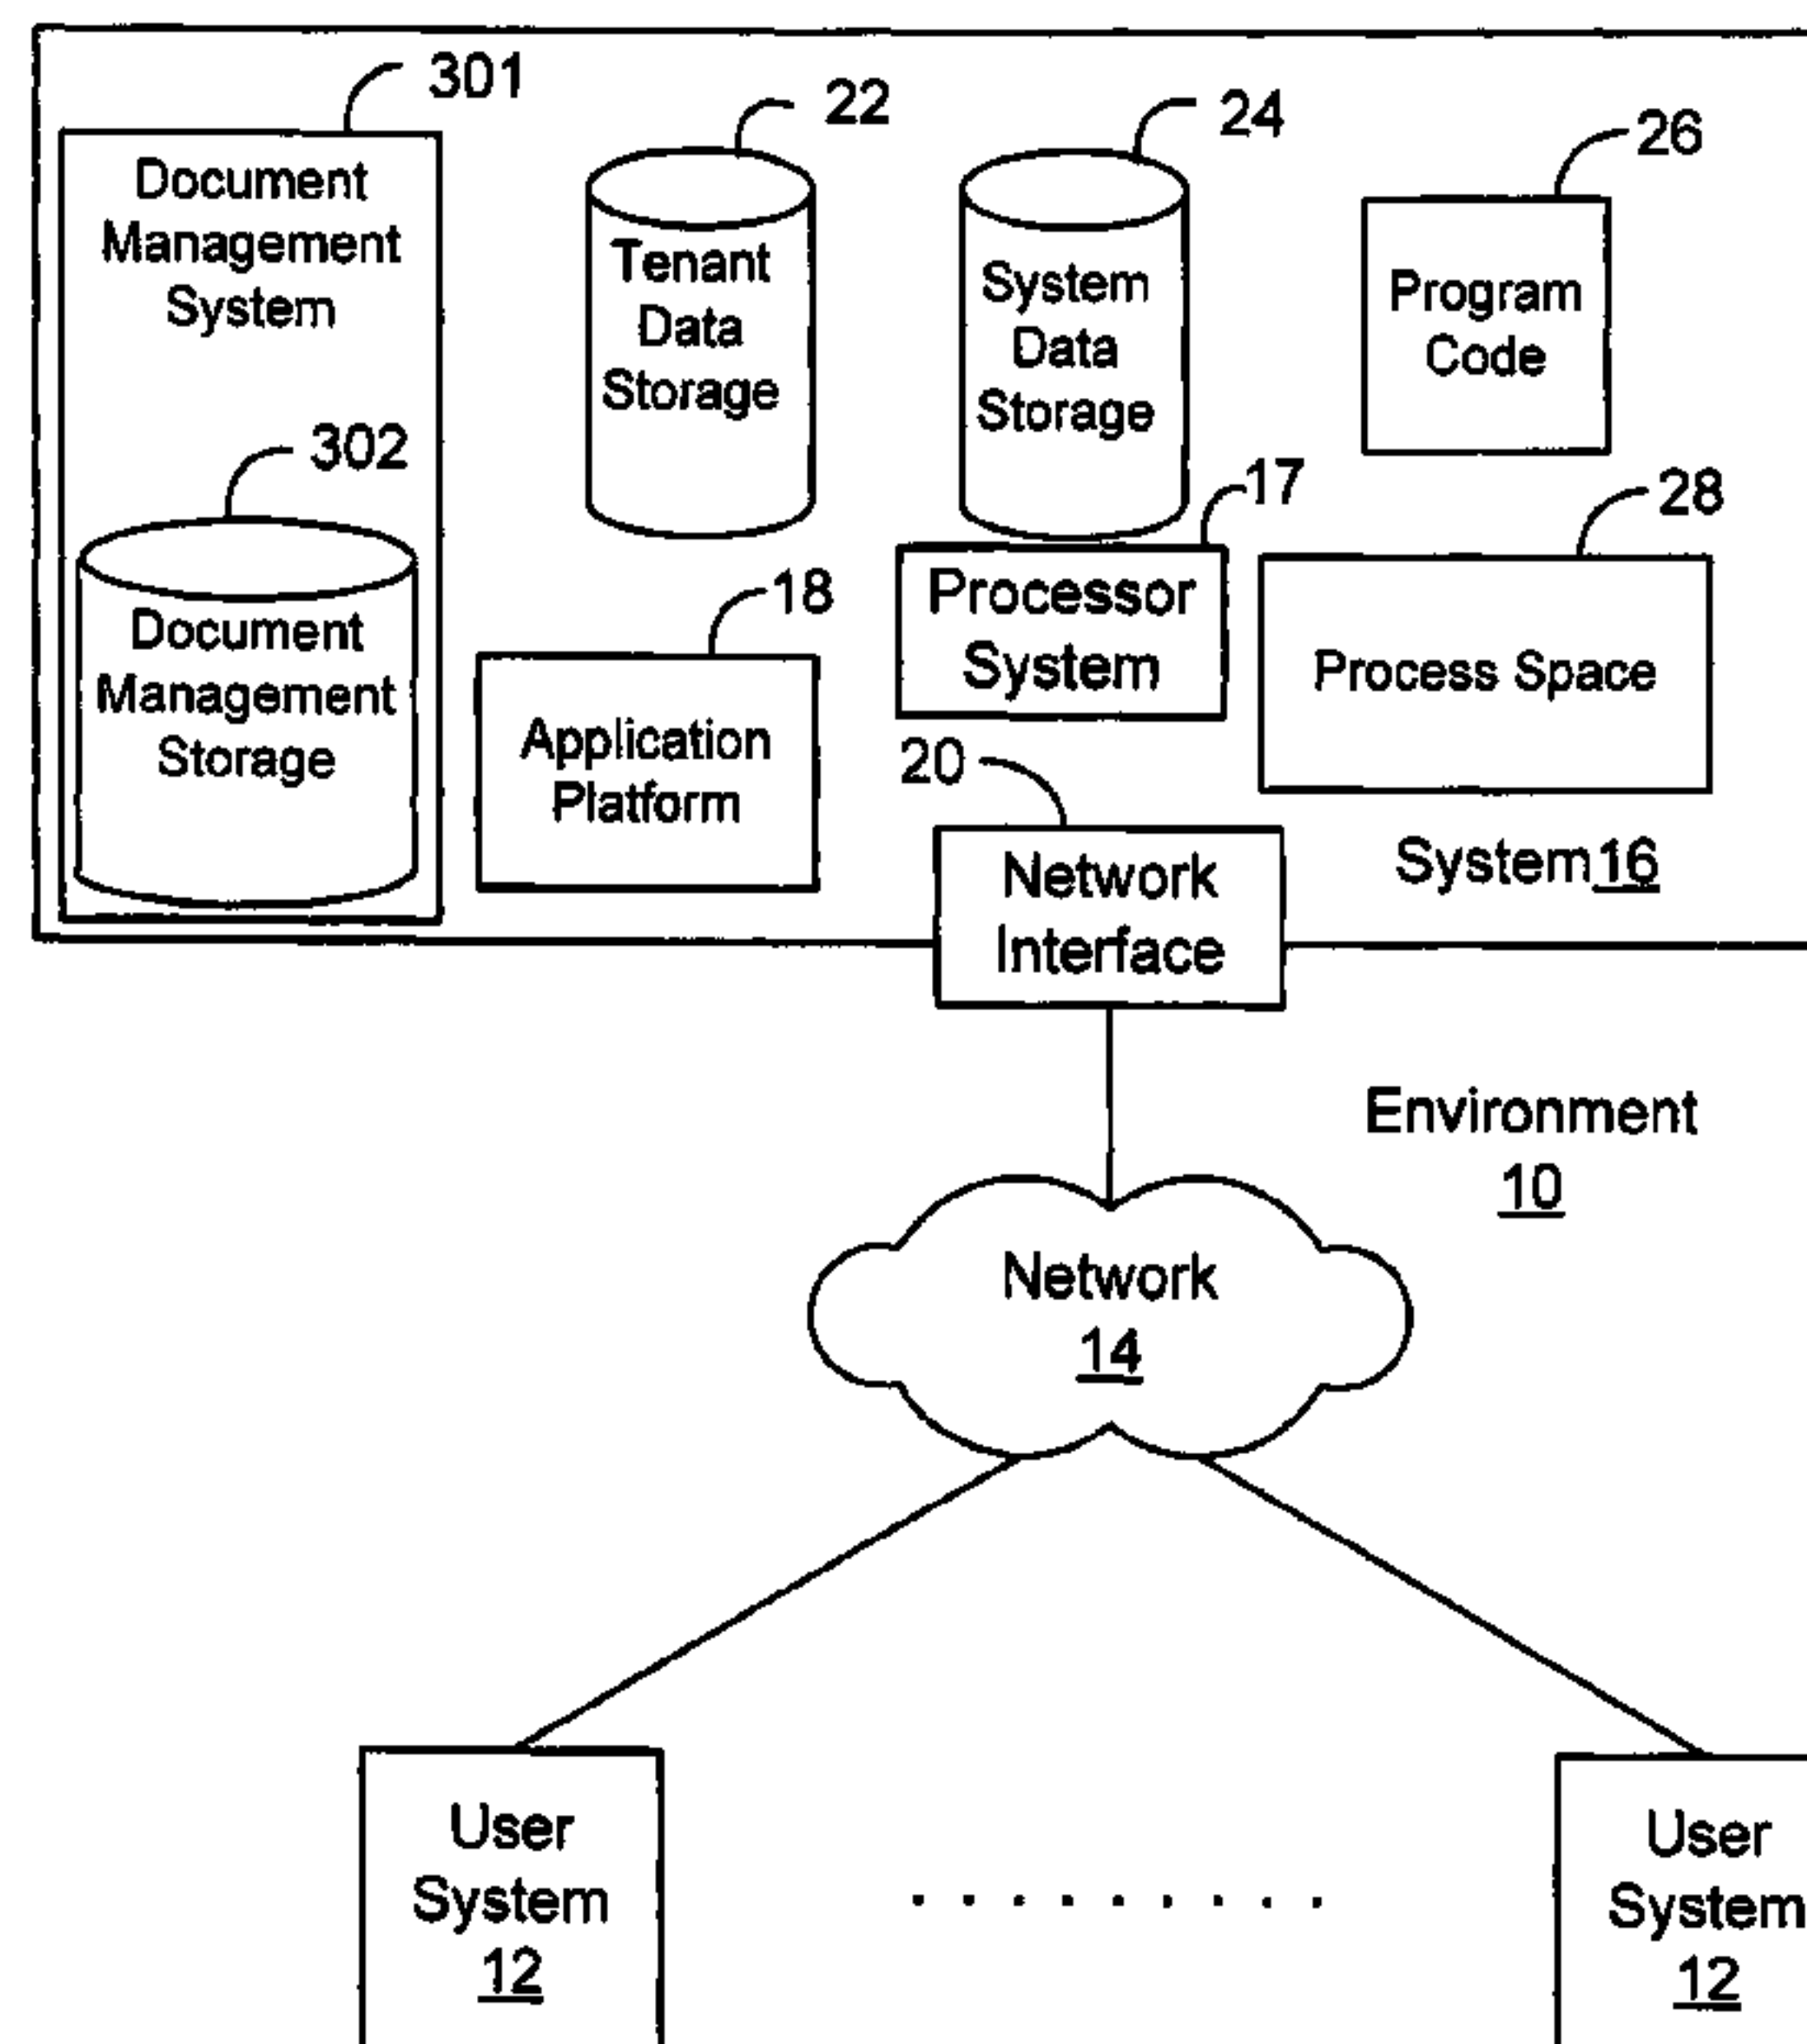 301
Document
Management
System
302
Document
Management
Storage
22
Tenant
Data
Storage
24
System
Data
Storage
26
Program
Code
17
Processor
System
28
Process Space
18
Application
Platform
20
Network
Interface
System 16
Environment
10
Network
14
User
System
12
. . . . . . . . .
User
System
12